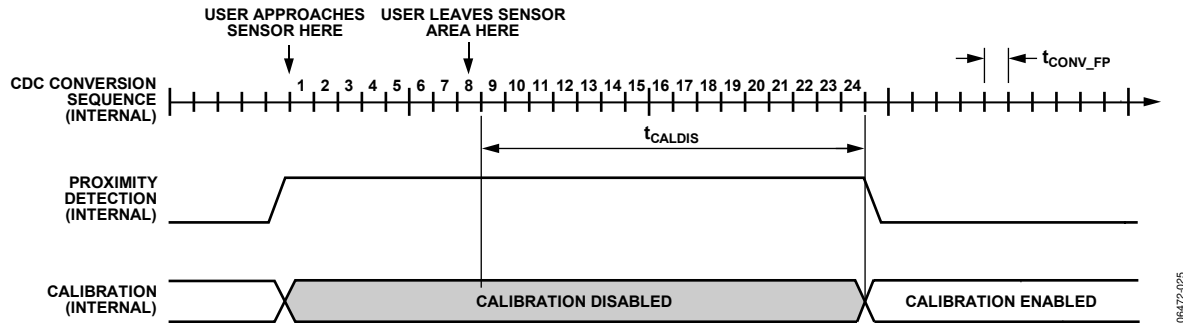 USER APPROACHES
SENSOR HERE
USER LEAVES SENSOR
AREA HERE
tCONV_FP
CDC CONVERSION
SEQUENCE
(INTERNAL)
1 2 3 4 5 6 7 8 9 10 11 12 13 14 15 16 17 18 19 20 21 22 23 24
tCALDIS
PROXIMITY
DETECTION
(INTERNAL)
CALIBRATION
(INTERNAL)
CALIBRATION DISABLED
CALIBRATION ENABLED
06472-025